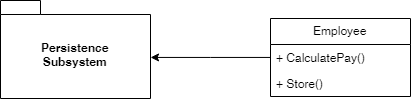 Persistence
Subsystem
Employee
+ CalculatePay()
+ Store()